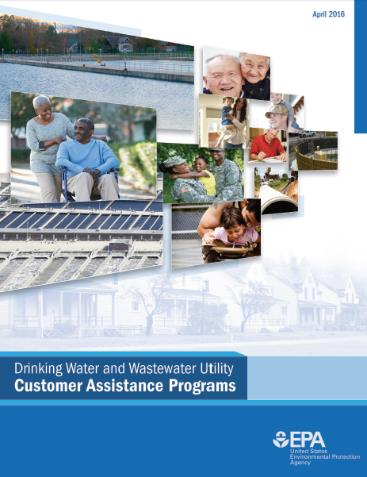 April 2016
Drinking Water and Wastewater Utility
Customer Assistance Programs
EPA
United States
Environmental Protection
Agency